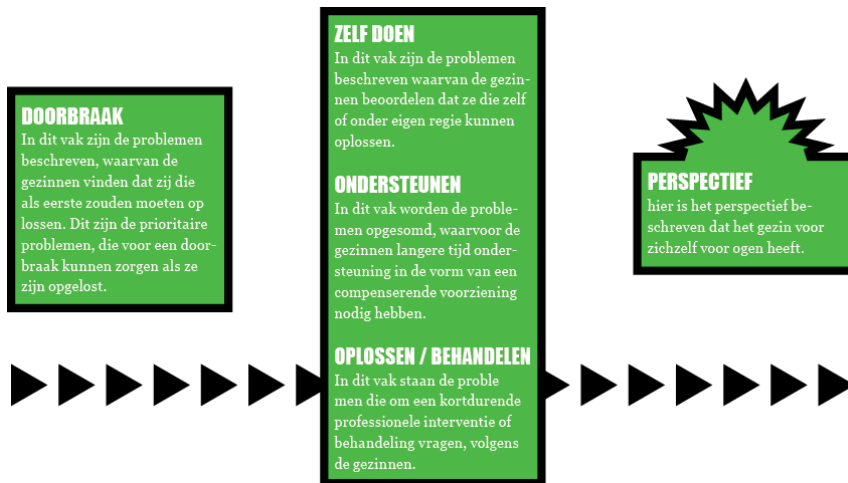 DOORBRAAK
In dit vak zijn de problemen
beschreven, waarvan de
gezinnen vinden dat zij die
als eerste zouden moeten op
lossen. Dit zijn de prioritaire
problemen, die voor een door-
braak kunnen zorgen als ze
zijn opgelost.
ZELF DOEN
In dit vak zijn de problemen
beschreven waarvan de gezin-
nen beoordelen dat ze die zelf
of onder eigen regie kunnen
oplossen.
ONDERSTEUNEN
In dit vak worden de proble-
men opgesomd, waarvoor de
gezinnen langere tijd onder-
steuning in de vorm van een
compenserende voorziening
nodig hebben.
OPLOSSEN / BEHANDELEN
In dit vak staan de proble
men die om een kortdurende
professionele interventie of
behandeling vragen, volgens
de gezinnen.
PERSPECTIEF
hier is het perspectief be-
schreven dat het gezin voor
zichzelf voor ogen heeft.